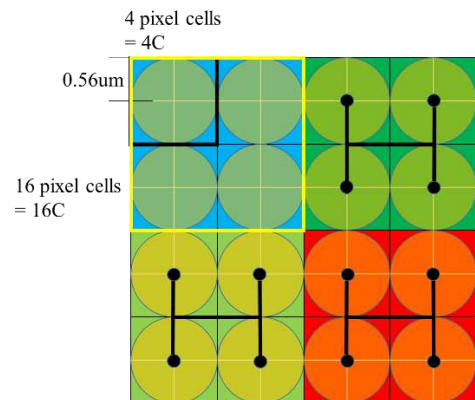 4 pixel cells
= 4C
0.56um
16 pixel cells
= 16C